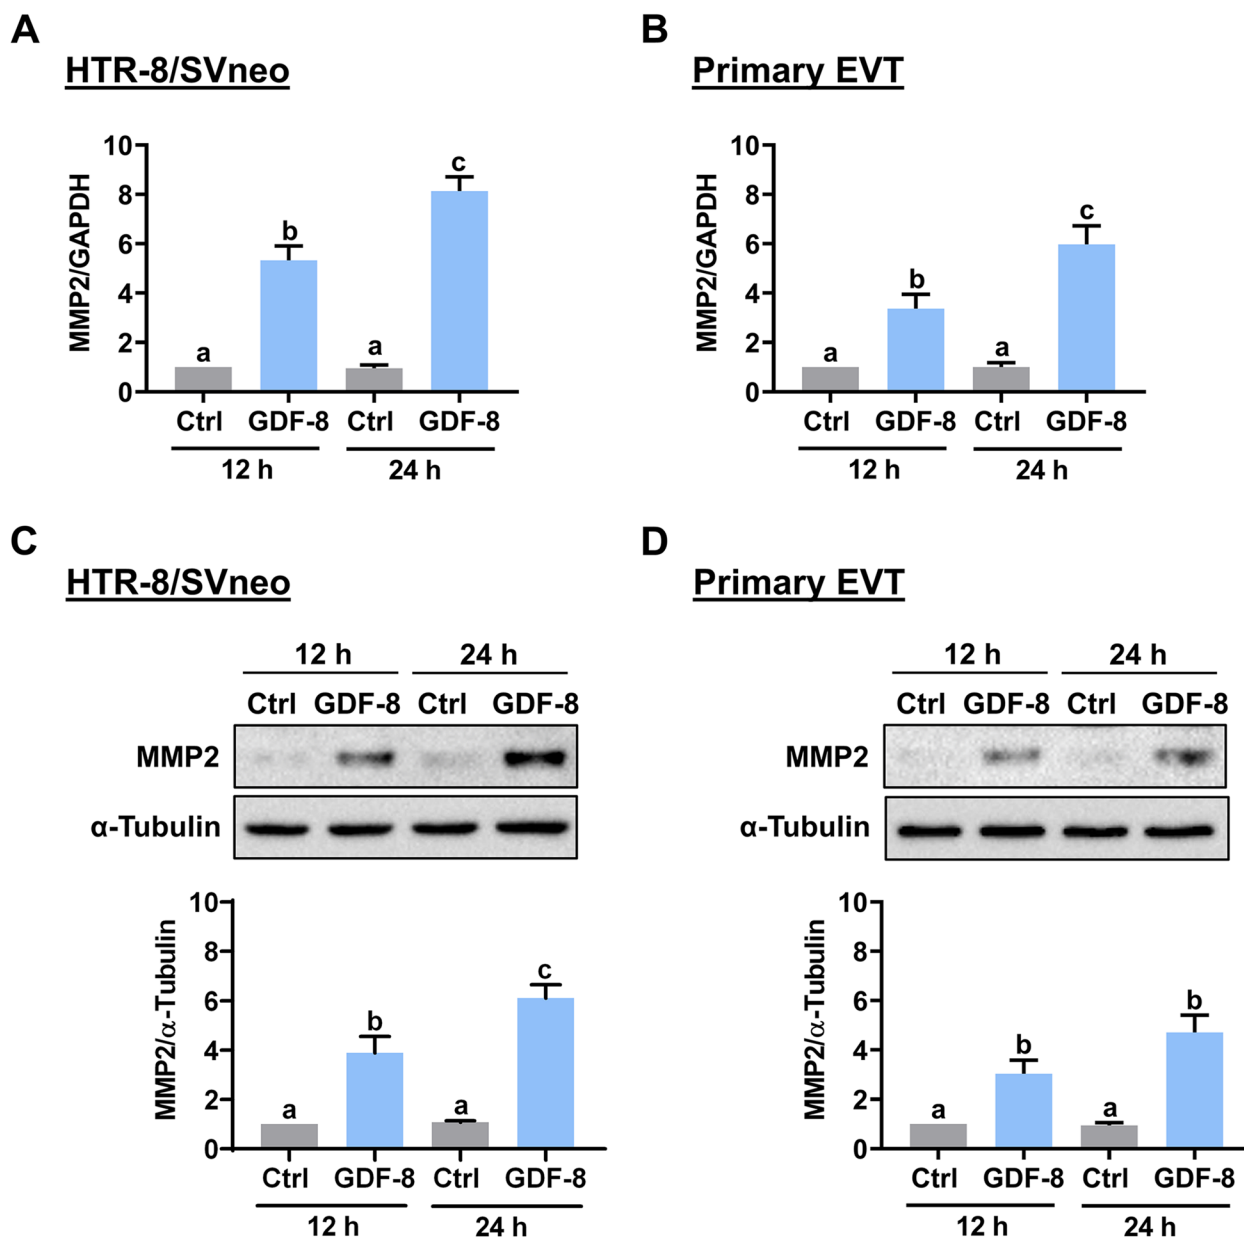 A
HTR-8/SVneo
MMP2/GAPDH
10
8
6
4
2
0
a
b
a
c
Ctrl GDF-8 Ctrl GDF-8
12 h 24 h
B
Primary EVT
MMP2/GAPDH
10
8
6
4
2
0
a
b
a
c
Ctrl GDF-8 Ctrl GDF-8
12 h 24 h
C
HTR-8/SVneo
12 h 24 h
Ctrl GDF-8 Ctrl GDF-8
MMP2
α-Tubulin
MMP2/α-Tubulin
10
8
6
4
2
0
a
b
a
c
Ctrl GDF-8 Ctrl GDF-8
12 h 24 h
D
Primary EVT
12 h 24 h
Ctrl GDF-8 Ctrl GDF-8
MMP2
α-Tubulin
MMP2/α-Tubulin
10
8
6
4
2
0
a
b
a
b
Ctrl GDF-8 Ctrl GDF-8
12 h 24 h